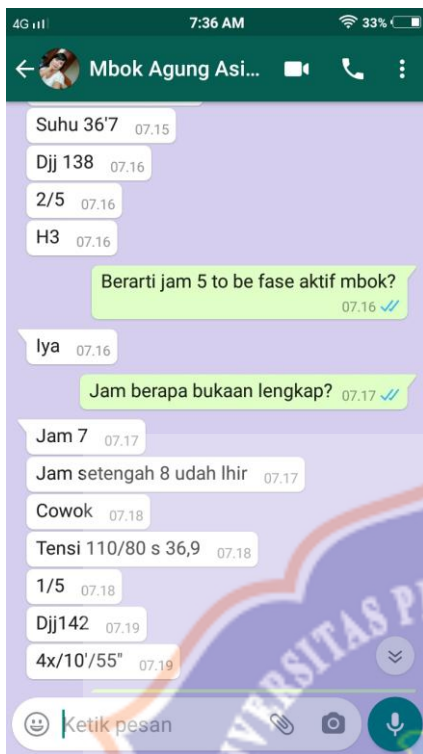 4G
7:36 AM
33%
Mbok Agung Asi...
Suhu 36'7 07.15
Djj 138 07.16
2/5 07.16
H3 07.16
Berarti jam 5 to be fase aktif mbok?
07.16
Iya 07.16
Jam berapa bukaan lengkap? 07.17
Jam 7 07.17
Jam setengah 8 udah lhir 07.17
Cowok 07.18
Tensi 110/80 s 36,9 07.18
1/5 07.18
Djj142 07.19
4x/10'/55" 07.19
Ketik pesan